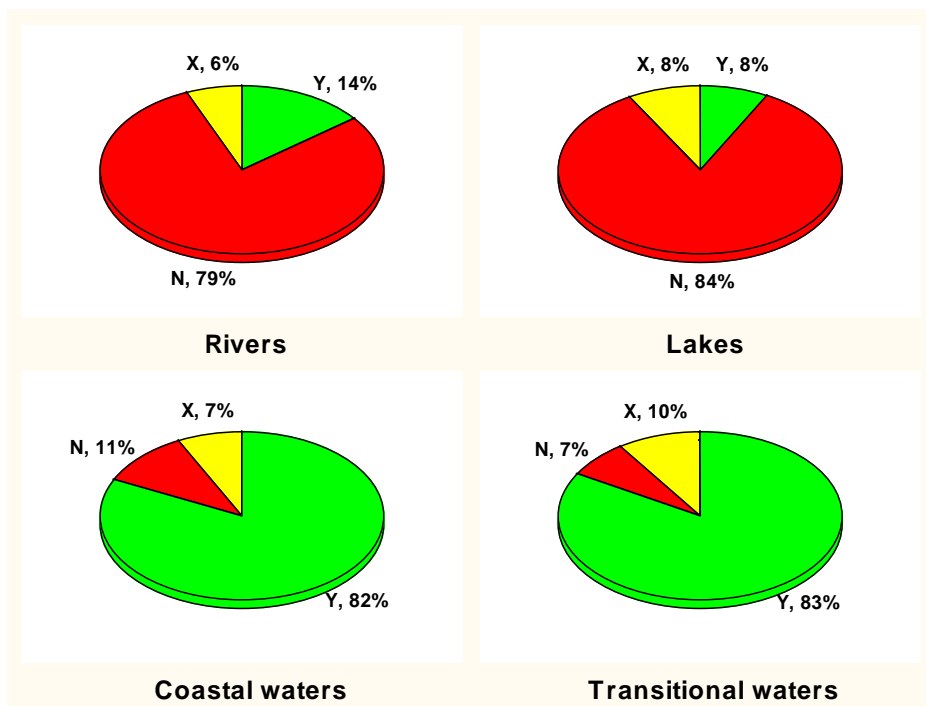 X, 6%
Y, 14%
N, 79%
Rivers
X, 8%
Y, 8%
N, 84%
Lakes
X, 7%
N, 11%
Y, 82%
Coastal waters
X, 10%
N, 7%
Y, 83%
Transitional waters